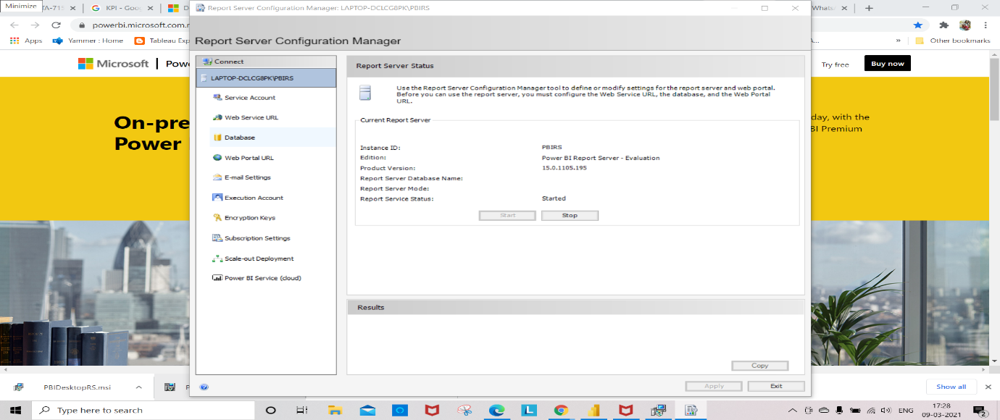 Minimize
TA-715
KPI - Goo
D
Report Server Configuration Manager: LAPTOP-DCLCG8PK\PBIRS
Whats
powerbi.microsoft.com
Apps
Yammer : Home
Tableau Exp
Other bookmarks
Report Server Configuration Manager
Microsoft
Powe
Try free
Buy now
Connect
LAPTOP-DCLCG8PK\PBIRS
Service Account
Web Service URL
Database
Web Portal URL
E-mail Settings
Execution Account
Encryption Keys
Subscription Settings
Scale-out Deployment
Power BI Service (cloud)
Report Server Status
Use the Report Server Configuration Manager tool to define or modify settings for the report server and web portal.
Before you can use the report server, you must configure the Web Service URL, the database, and the Web Portal
URL.
Current Report Server
Instance ID: PBIRS
Edition: Power BI Report Server - Evaluation
Product Version: 15.0.1105.195
Report Server Database Name:
Report Server Mode:
Report Service Status: Started
Start
Stop
Results
Copy
Apply
Exit
On-pre
Power
day, with the
BI Premium
PBIDesktopRS.msi
Show all
Type here to search
ENG
17:28
09-03-2021
2